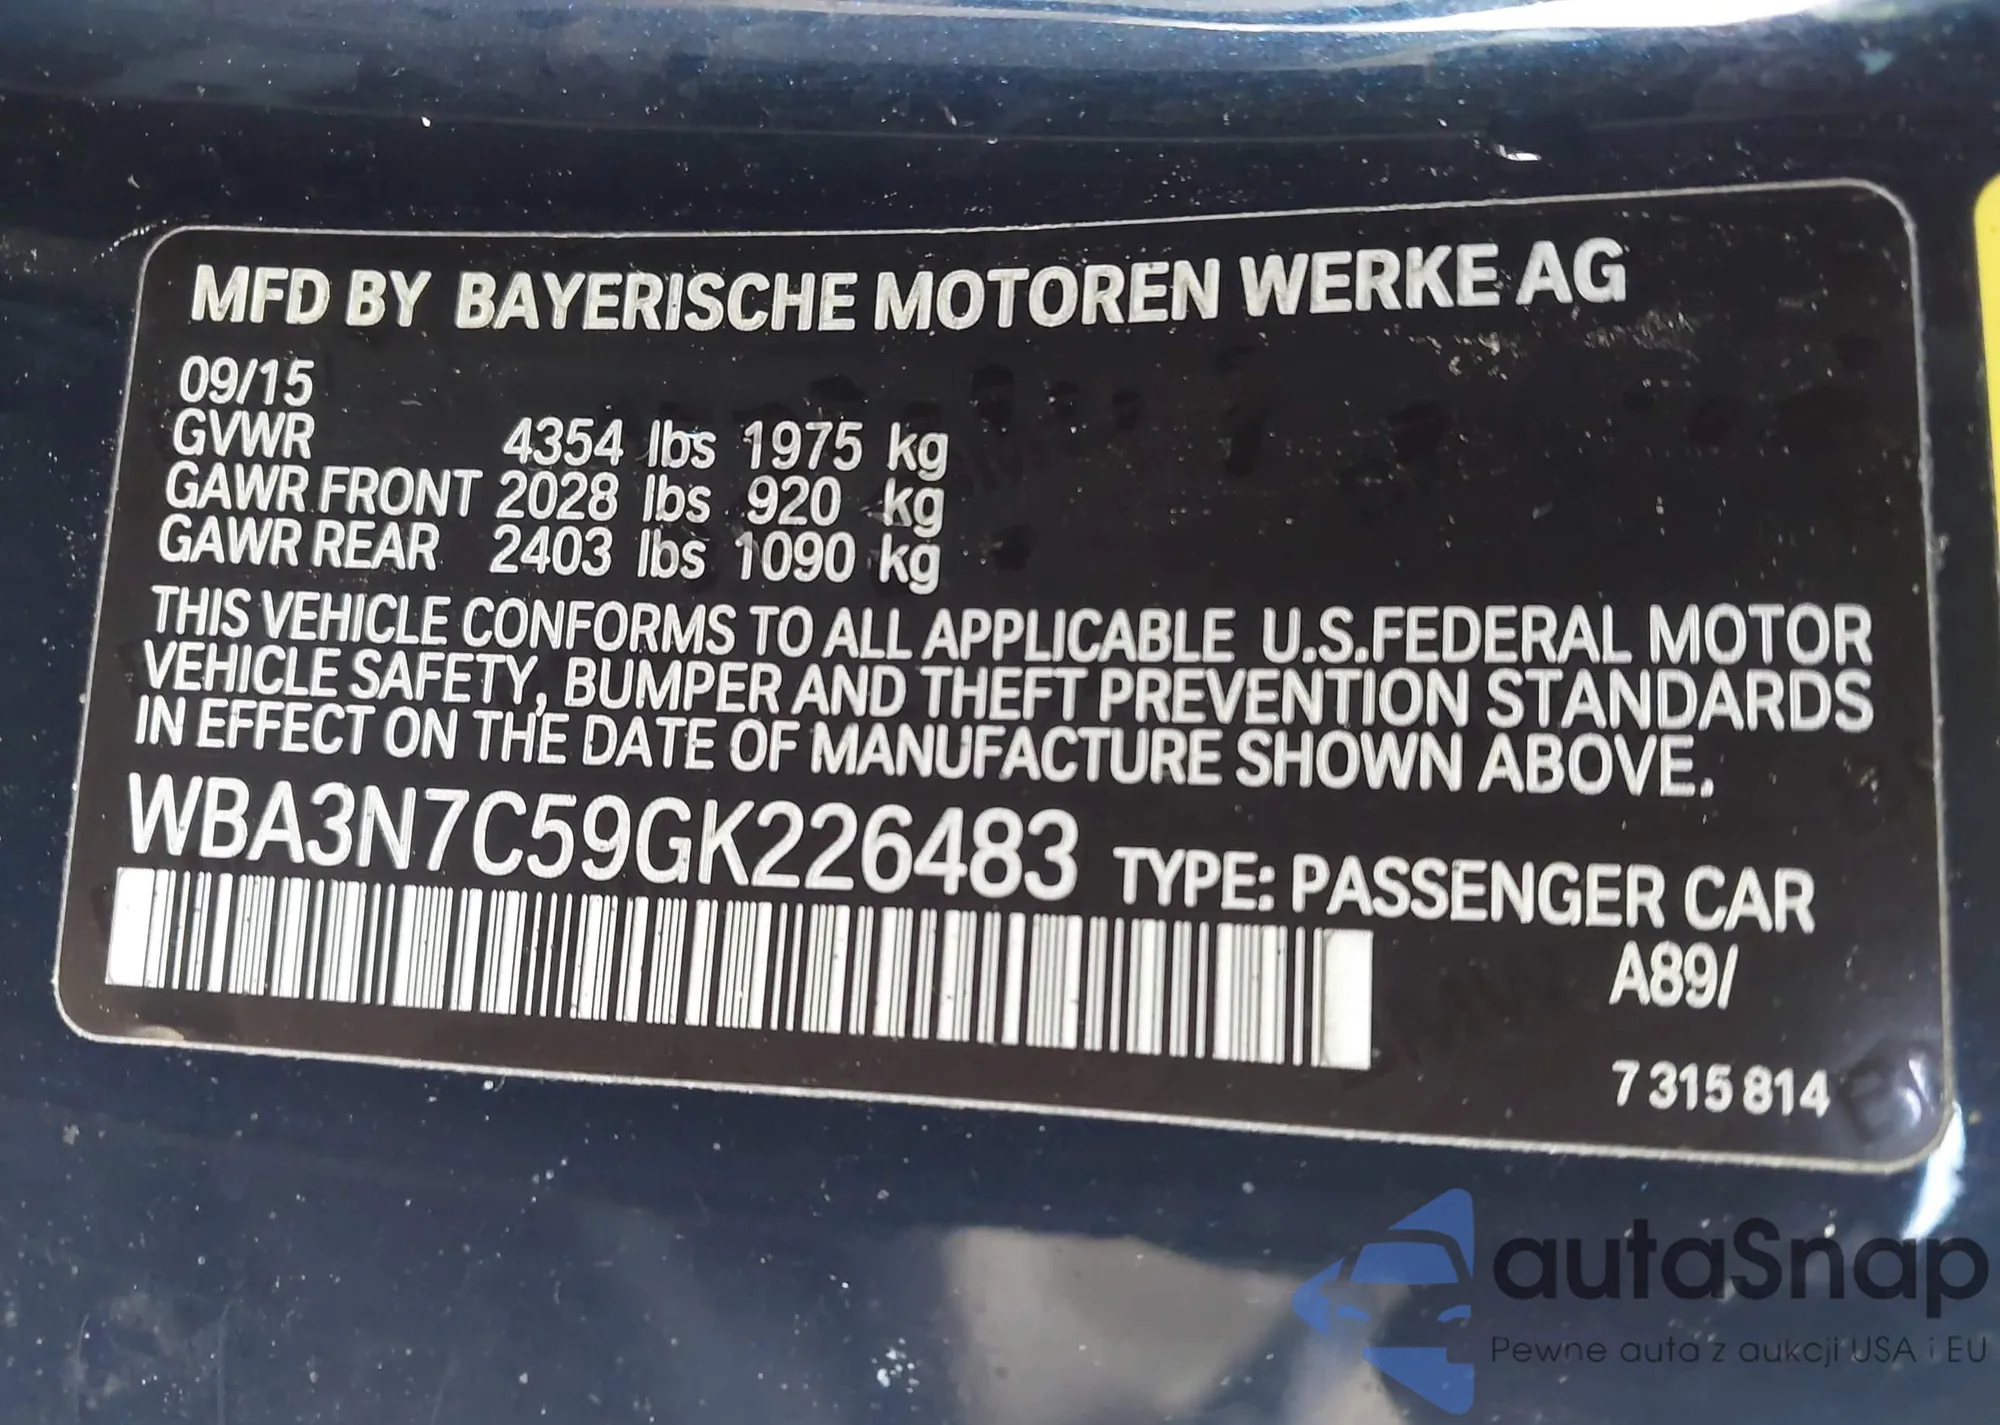 MFD BY BAYERISCHE MOTOREN WERKE AG
09/15
GVWR 4354 lbs 1975 kg
GAWR FRONT 2028 lbs 920 kg
GAWR REAR 2403 lbs 1090 kg
THIS VEHICLE CONFORMS TO ALL APPLICABLE U.S.FEDERAL MOTOR
VEHICLE SAFETY, BUMPER AND THEFT PREVENTION STANDARDS
IN EFFECT ON THE DATE OF MANUFACTURE SHOWN ABOVE.
WBA3N7C59GK226483 TYPE: PASSENGER CAR
A89/
7 315 814
autaSnap
Pewne auta z aukcji USA i EU